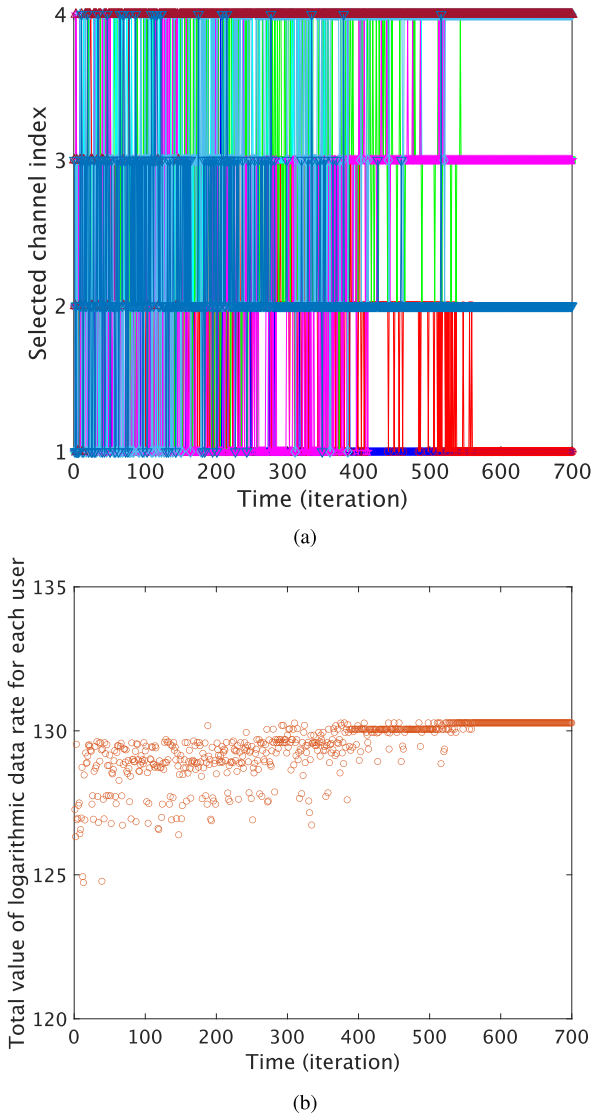 4
3
2
1
Selected channel index
0 100 200 300 400 500 600 700
Time (iteration)
(a)
135
130
125
120
Total value of logarithmic data rate for each user
0 100 200 300 400 500 600 700
Time (iteration)
(b)